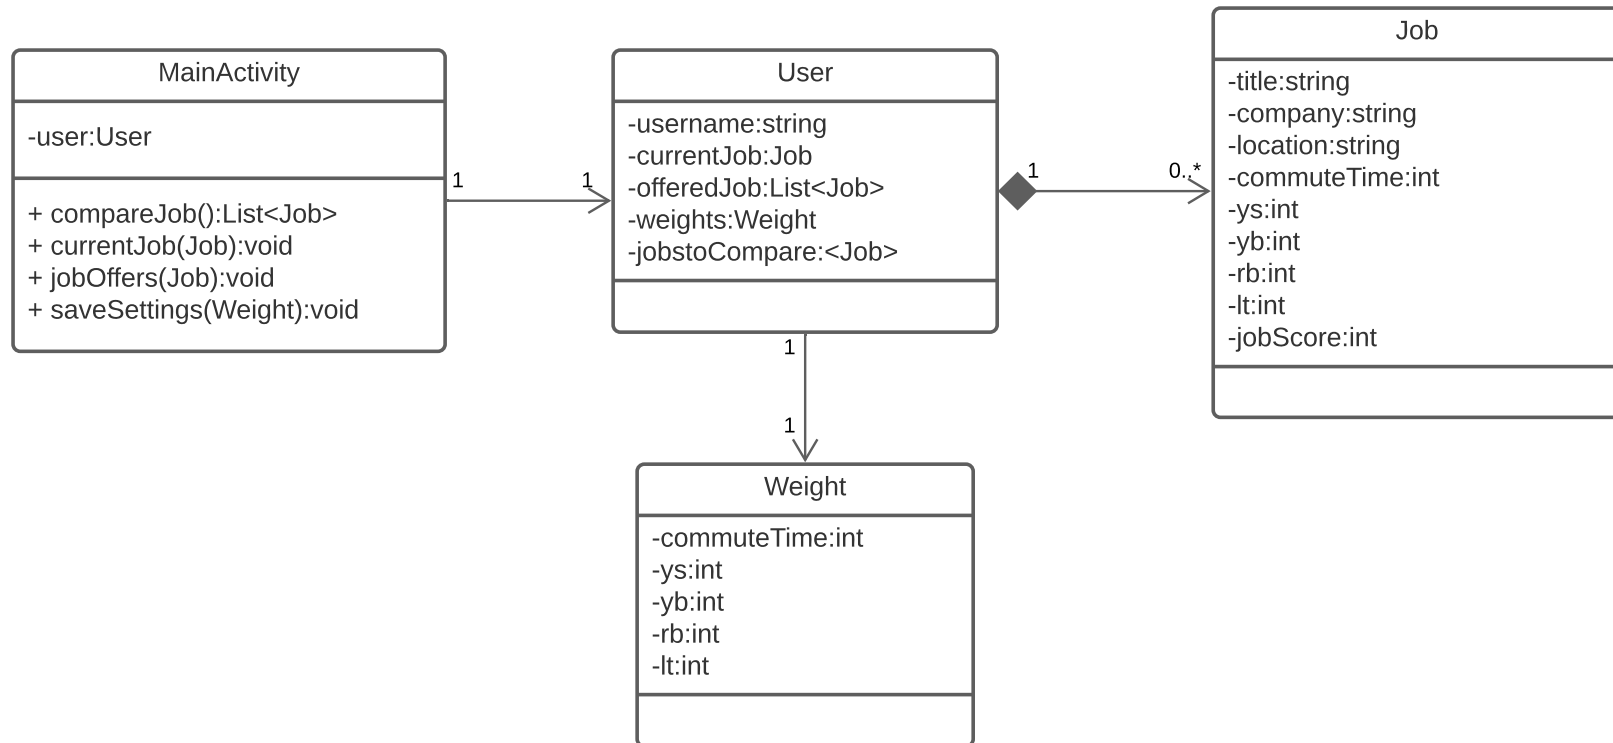 MainActivity
-user:User
+ compareJob():List<Job>
+ currentJob(Job):void
+ jobOffers(Job):void
+ saveSettings(Weight):void
1
1
User
-username:string
-currentJob:Job
-offeredJob:List<Job>
-weights:Weight
-jobstoCompare:<Job>
1
0..*
Job
-title:string
-company:string
-location:string
-commuteTime:int
-ys:int
-yb:int
-rb:int
-lt:int
-jobScore:int
1
1
Weight
-commuteTime:int
-ys:int
-yb:int
-rb:int
-lt:int